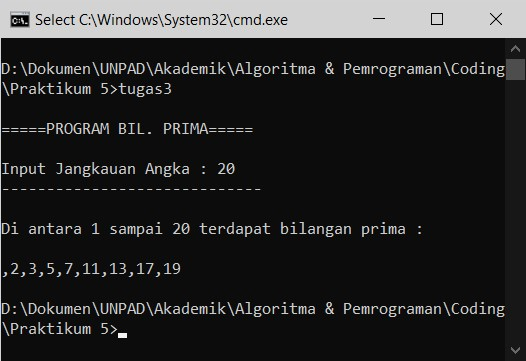 Select C:\Windows\System32\cmd.exe
D:\Dokumen\UNPAD\Akademik\Algoritma & Pemrograman\Coding
\Praktikum 5>tugas3
=====PROGRAM BIL. PRIMA=====
Input Jangkauan Angka : 20
-----------------------------
Di antara 1 sampai 20 terdapat bilangan prima :
,2,3,5,7,11,13,17,19
D:\Dokumen\UNPAD\Akademik\Algoritma & Pemrograman\Coding
\Praktikum 5>